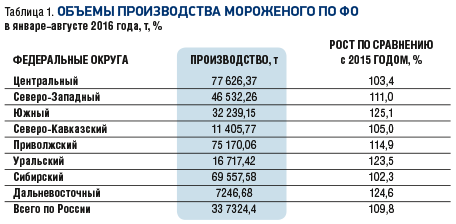 Таблица 1. ОБЪЕМЫ ПРОИЗВОДСТВА МОРОЖЕНОГО ПО ФО
в январе–августе 2016 года, т, %
ФЕДЕРАЛЬНЫЕ ОКРУГА ПРОИЗВОДСТВО, т РОСТ ПО СРАВНЕНИЮ с 2015 ГОДОМ, %
Центральный 77 626,37 103,4
Северо-Западный 46 532,26 111,0
Южный 32 239,15 125,1
Северо-Кавказский 11 405,77 105,0
Приволжский 75 170,06 114,9
Уральский 16 717,42 123,5
Сибирский 69 557,58 102,3
Дальневосточный 7246,68 124,6
Всего по России 33 7324,4 109,8